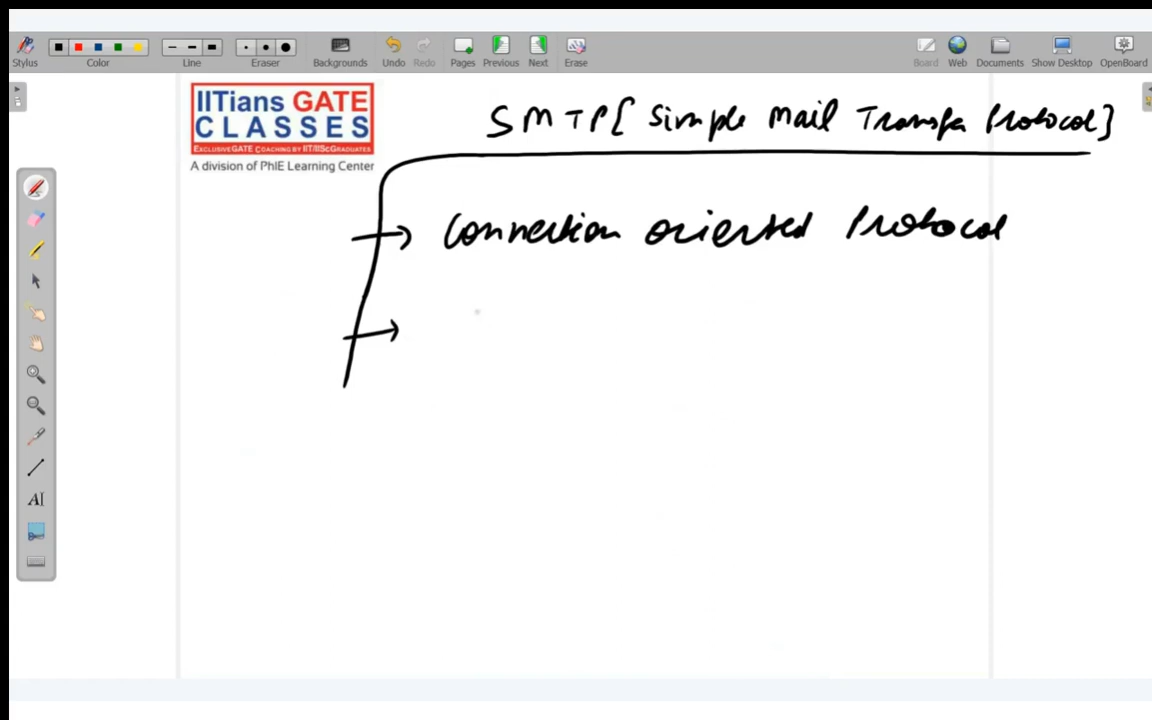 Stylus
Color
Line
Eraser
Backgrounds
Undo
Redo
Pages
Previous
Next
Erase
Board
Web
Documents
Show Desktop
OpenBoard
IITians GATE
CLASSES
EXCLUSIVE GATE COACHING BY IIT/IISC GRADUATES
A division of PhIE Learning Center
SMTP [Simple Mail Transfer Protocol]
Connection oriented Protocol
AI